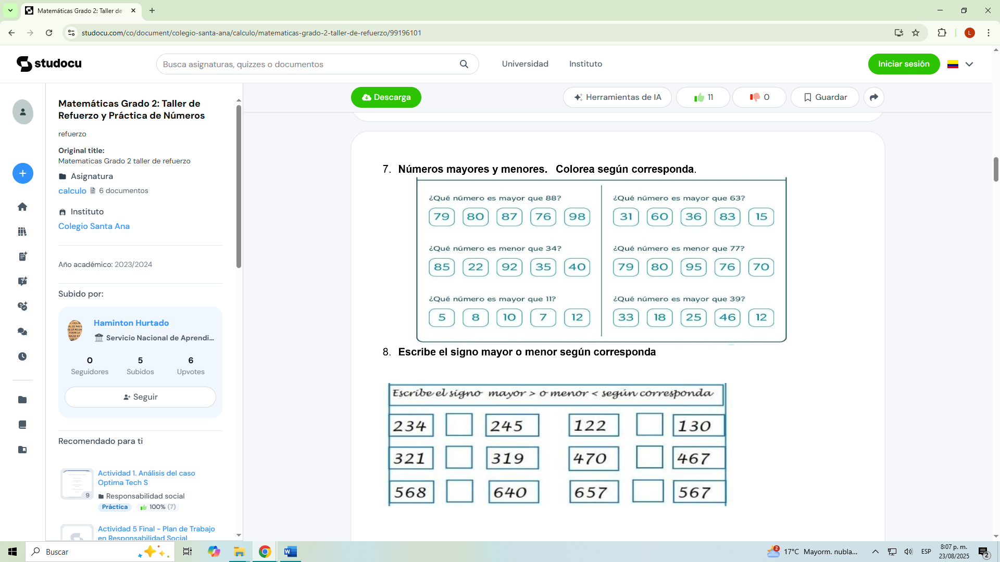 Matemáticas Grado 2: Taller de
studocu.com/co/document/colegio-santa-ana/calculo/matematicas-grado-2-taller-de-refuerzo/99196101
L
studocu
Busca asignaturas, quizzes o documentos
Universidad
Instituto
Iniciar sesión
Matemáticas Grado 2: Taller de
Refuerzo y Práctica de Números
refuerzo
Original title:
Matematicas Grado 2 taller de refuerzo
Asignatura
calculo 6 documentos
Instituto
Colegio Santa Ana
Año académico: 2023/2024
Subido por:
Haminton Hurtado
Servicio Nacional de Aprendi...
0 5 6
Seguidores Subidos Upvotes
Seguir
Recomendado para ti
Actividad 1. Análisis del caso
Optima Tech S
9
Responsabilidad social
Práctica 100% (7)
Actividad 5 Final - Plan de Trabajo
en Responsabilidad Social
Descarga
Herramientas de IA
11
0
Guardar
7. Números mayores y menores. Colorea según corresponda.
¿Qué número es mayor que 88?
79 80 87 76 98
¿Qué número es menor que 34?
85 22 92 35 40
¿Qué número es mayor que 11?
5 8 10 7 12
¿Qué número es mayor que 63?
31 60 36 83 15
¿Qué número es menor que 77?
79 80 95 76 70
¿Qué número es mayor que 39?
33 18 25 46 12
8. Escribe el signo mayor o menor según corresponda
Escribe el signo mayor > o menor < según corresponda
234 245 122 130
321 319 470 467
568 640 657 567
Buscar
2
17°C Mayorm. nubla...
ESP
8:07 p. m.
23/08/2025
2